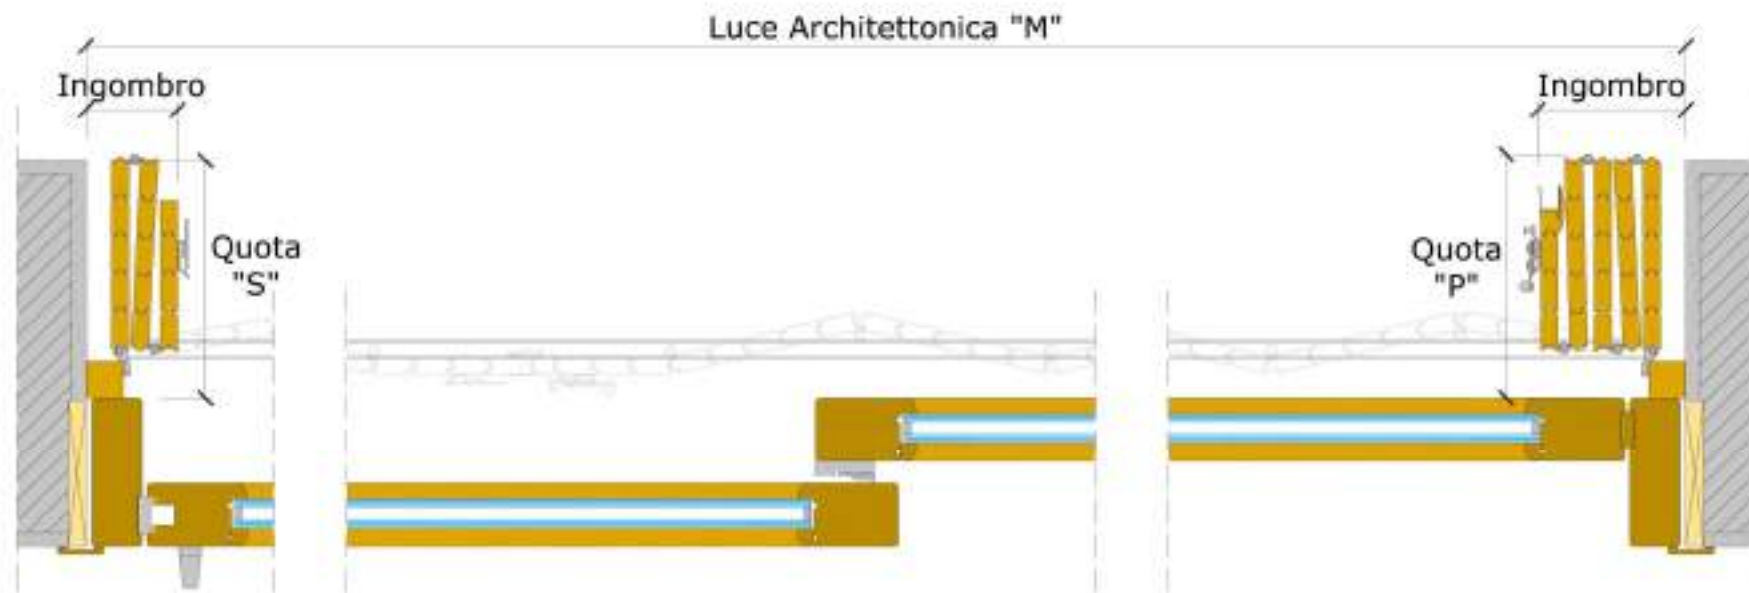 Luce Architettonica "M"
Ingombro
Ingombro
Quota
"S"
Quota
"P"